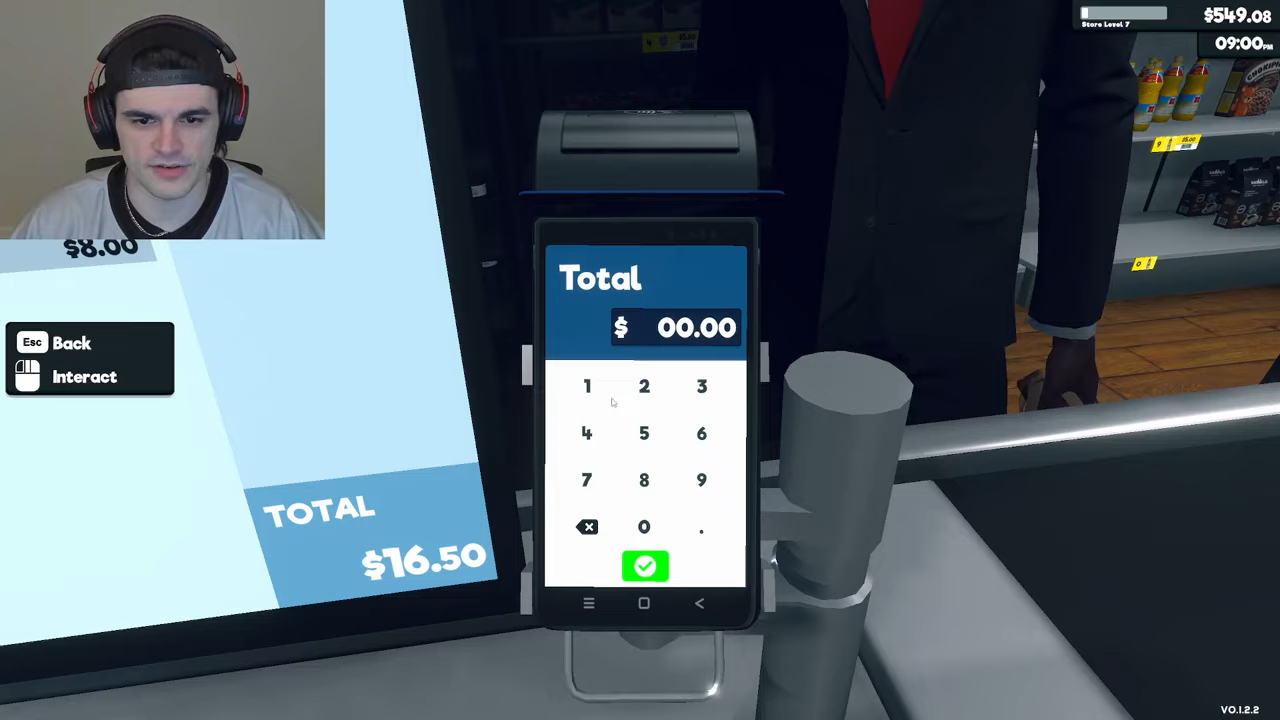 $549.08
Store Level 7
09:00PM
$8.00
Total
$ 00.00
Esc Back
Interact
1 2 3
4 5 6
7 8 9
0 .
TOTAL
$16.50
V0.1.2.2